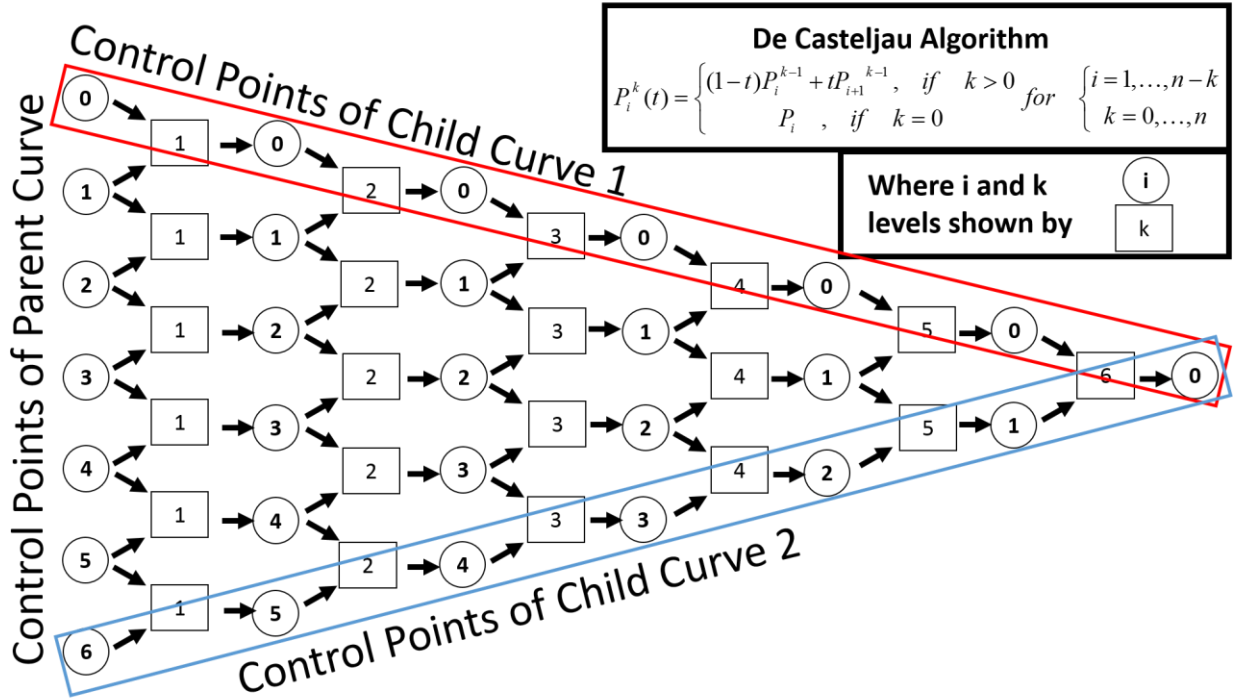 Control Points of Parent Curve
Control Points of Child Curve 1
De Casteljau Algorithm
P_i^k(t) = { (1−t)P_i^{k−1} + tP_{i+1}^{k−1}, if k > 0 for { i = 1,…,n−k
P_i , if k = 0 k = 0,…,n
Where i and k
levels shown by
i
k
0
1 0
1 2 0
1 1 3 0
2 2 1 4 0
1 2 3 1 5 0
3 2 2 4 1 6 0
1 3 3 2 5 1
4 2 3 4 2
1 4 3 3
5 2 4
1 5
6
Control Points of Child Curve 2